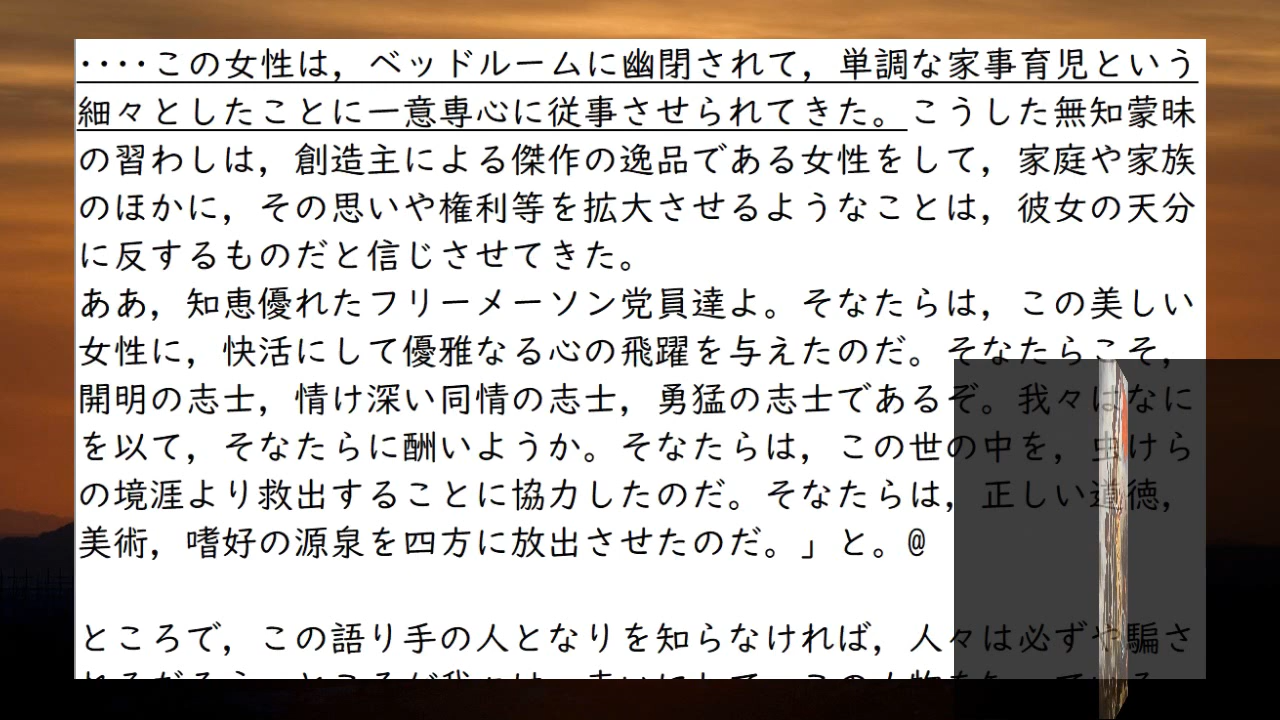 ････この女性は，ベッドルームに幽閉されて，単調な家事育児という
細々としたことに一意専心に従事させられてきた。こうした無知蒙昧
の習わしは，創造主による傑作の逸品である女性をして，家庭や家族
のほかに，その思いや権利等を拡大させるようなことは，彼女の天分
に反するものだと信じさせてきた。
ああ，知恵優れたフリーメーソン党員達よ。そなたらは，この美しい
女性に，快活にして優雅なる心の飛躍を与えたのだ。そなたらこそ，
開明の志士，情け深い同情の志士，勇猛の志士であるぞ。我々はなに
を以て，そなたらに酬いようか。そなたらは，この世の中を，虫けら
の境涯より救出することに協力したのだ。そなたらは，正しい道徳，
美術，嗜好の源泉を四方に放出させたのだ。」と。@
ところで，この語り手の人となりを知らなければ，人々は必ずや騙さ